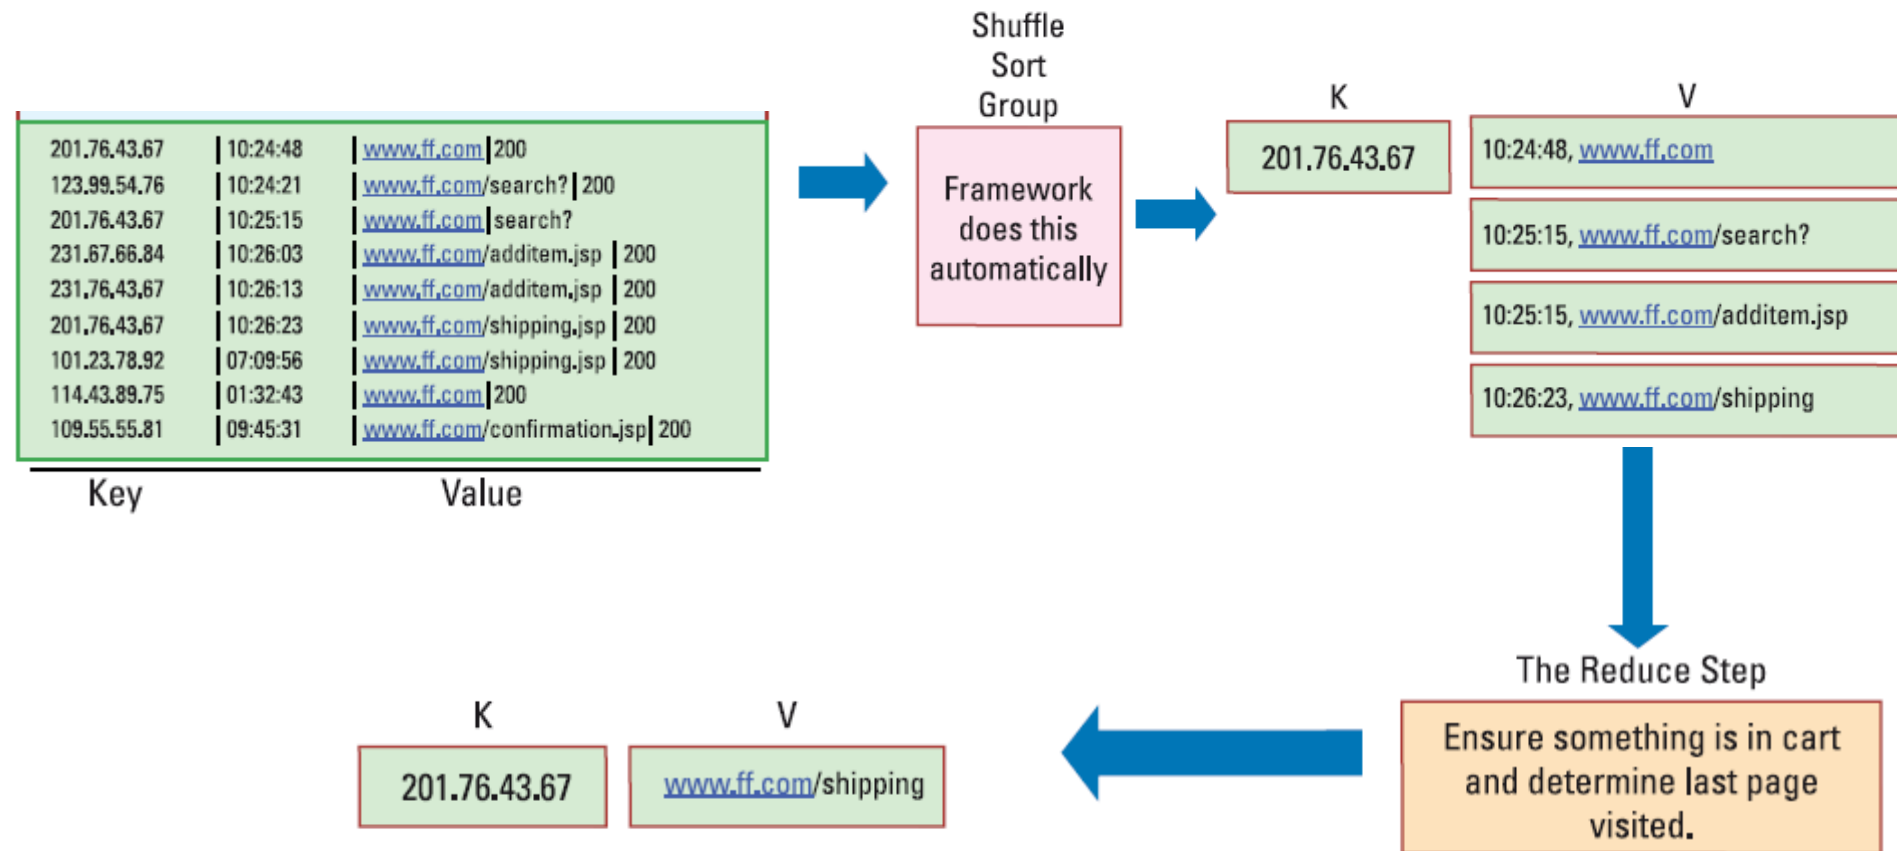 201.76.43.67 | 10:24:48 | www.ff.com | 200
123.99.54.76 | 10:24:21 | www.ff.com/search? | 200
201.76.43.67 | 10:25:15 | www.ff.com | search?
231.67.66.84 | 10:26:03 | www.ff.com/additem.jsp | 200
231.76.43.67 | 10:26:13 | www.ff.com/additem.jsp | 200
201.76.43.67 | 10:26:23 | www.ff.com/shipping.jsp | 200
101.23.78.92 | 07:09:56 | www.ff.com/shipping.jsp | 200
114.43.89.75 | 01:32:43 | www.ff.com | 200
109.55.55.81 | 09:45:31 | www.ff.com/confirmation.jsp | 200
Key Value
Shuffle
Sort
Group
Framework
does this
automatically
K V
201.76.43.67
10:24:48, www.ff.com
10:25:15, www.ff.com/search?
10:25:15, www.ff.com/additem.jsp
10:26:23, www.ff.com/shipping
The Reduce Step
Ensure something is in cart
and determine last page
visited.
K V
201.76.43.67 www.ff.com/shipping